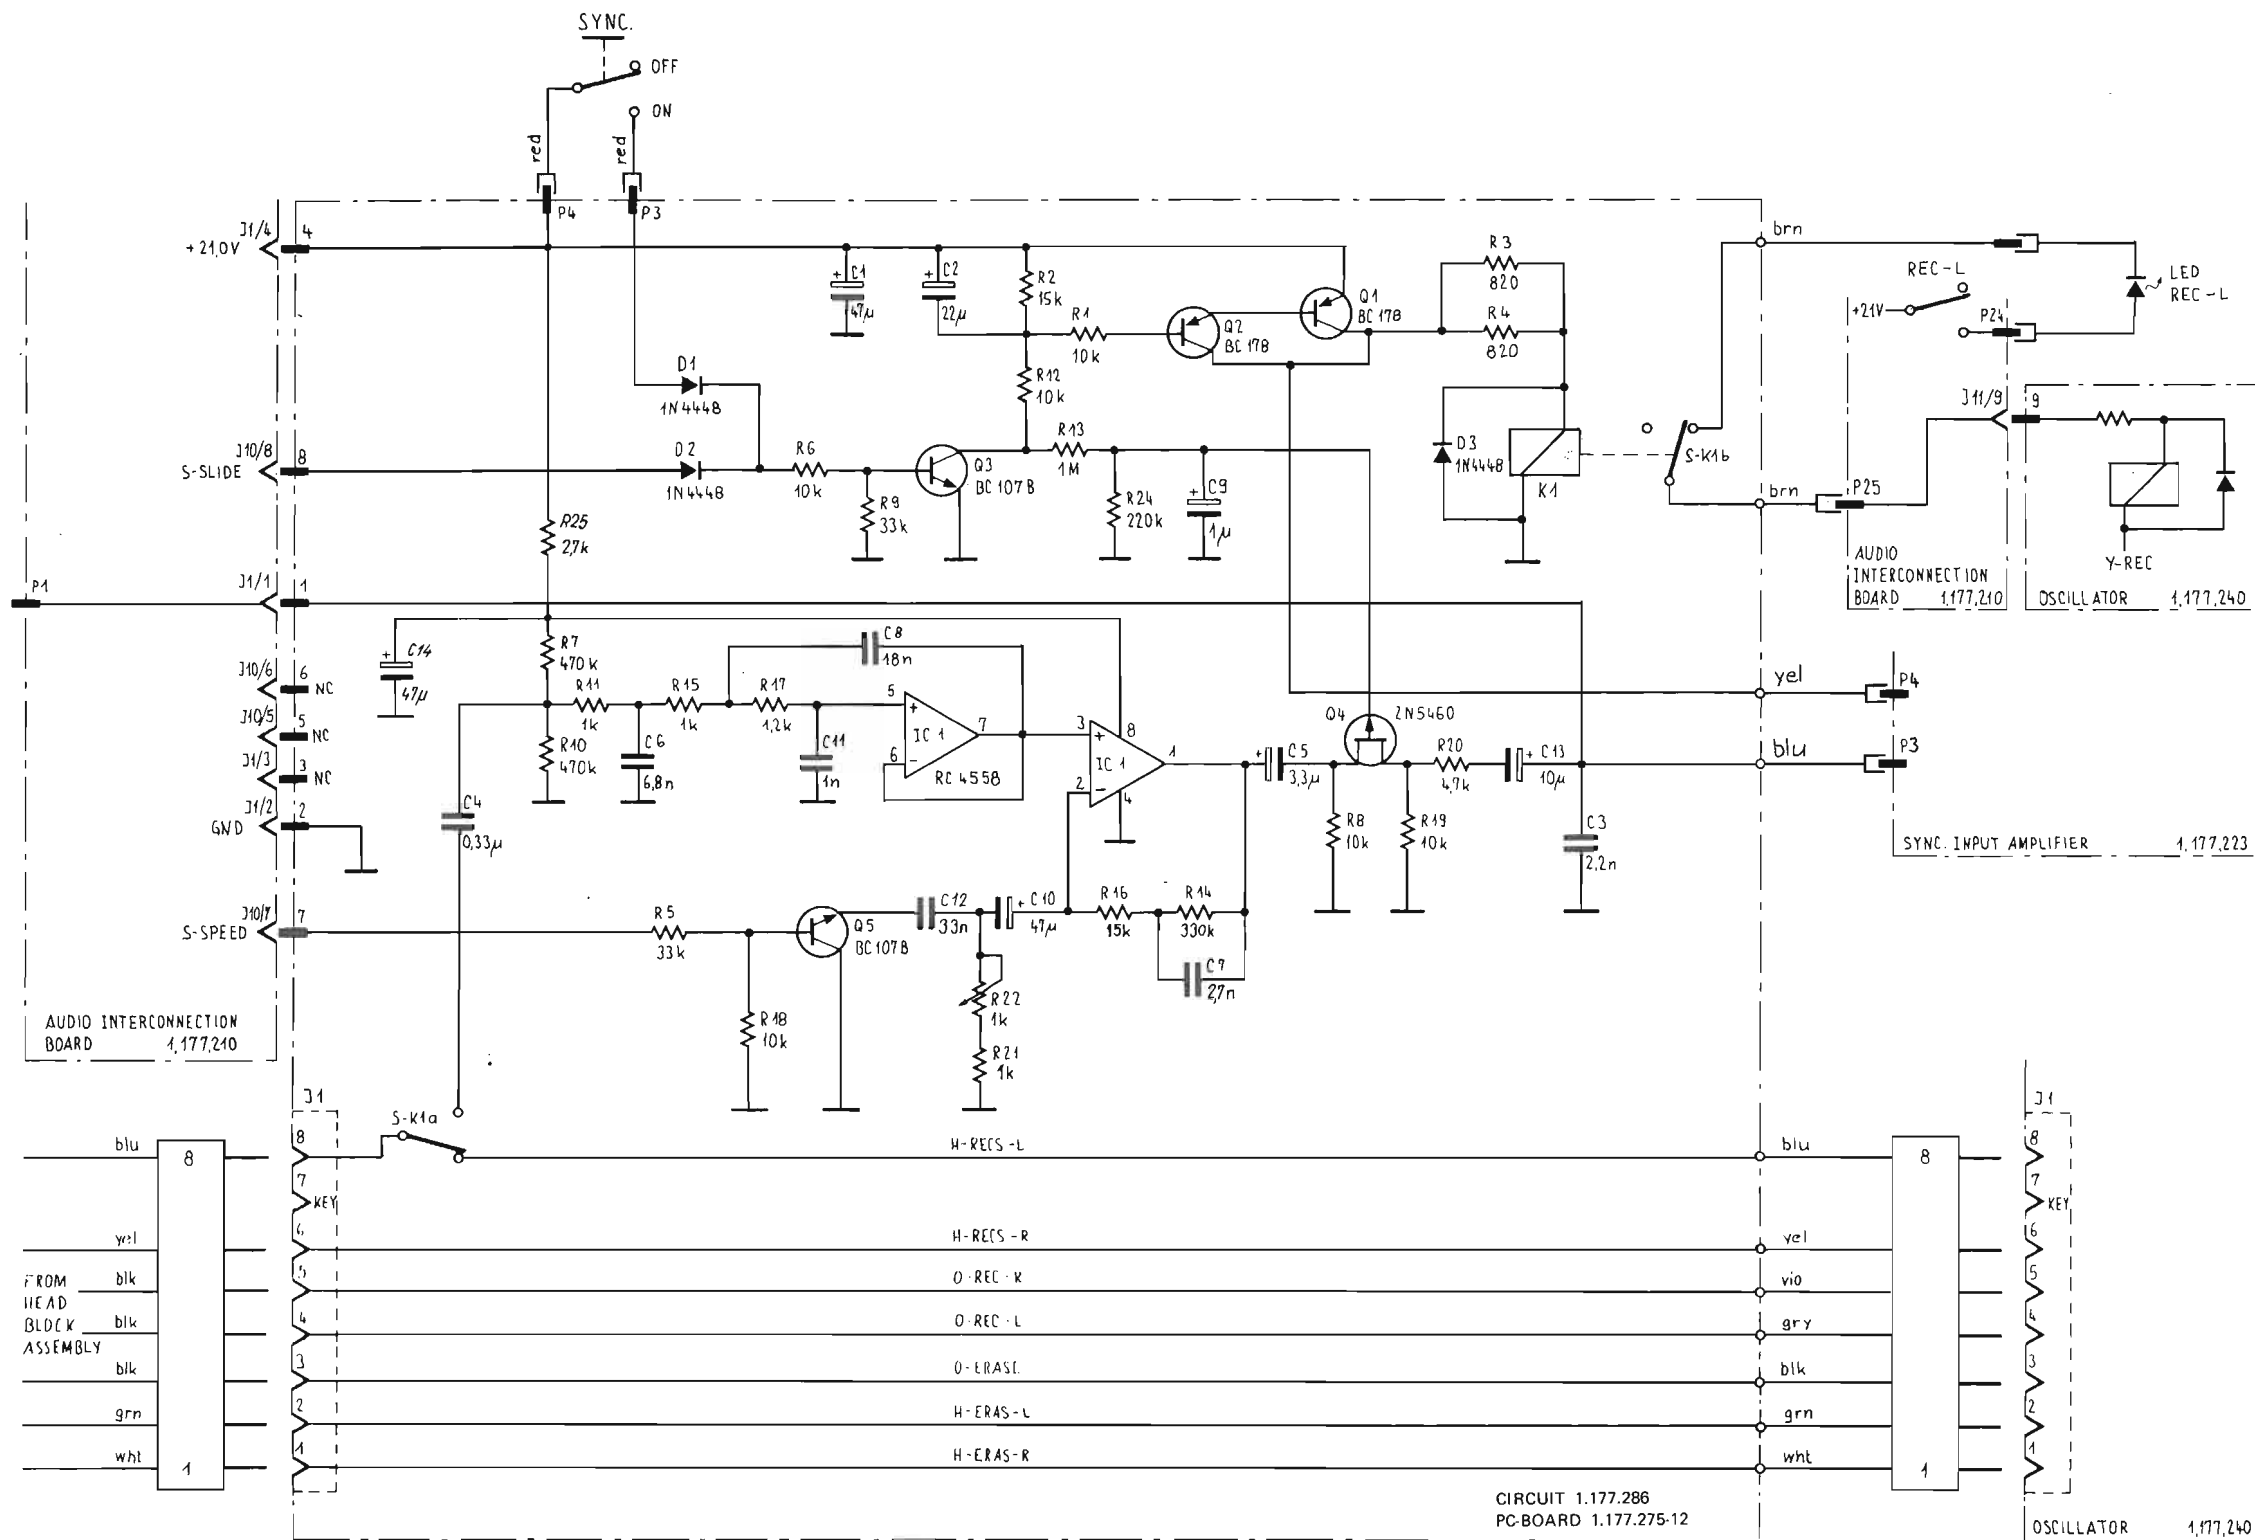 SYNC.
OFF
ON
red
red
P4
P3
J1/4
4
+21,0V
brn
+ C1
47µ
+ C2
22µ
R2
15k
R1
10k
Q2
BC 178
Q1
BC 178
R3
820
R4
820
REC-L
+21V
P24
LED
REC-L
D1
1N4448
R12
10k
J10/8
8
S-SLIDE
D2
1N4448
R6
10k
R9
33k
Q3
BC 107B
R13
1M
R24
220k
+ C9
1µ
D3
1N4448
K1
S-K1b
brn
P25
J11/9
9
Y-REC
AUDIO
INTERCONNECTION
BOARD 1,177,210
OSCILLATOR 1,177,240
R25
2,7k
P1
J1/1
1
+ C14
47µ
R7
470k
R11
1k
R15
1k
R17
1,2k
C8
18n
J10/6
6
NC
J10/5
5
NC
J1/3
3
NC
J1/2
2
GND
R10
470k
C6
6,8n
C11
1n
5
+
6
-
7
IC 1
RC 4558
3
+
2
-
8
4
1
IC 1
+ C5
3,3µ
Q4
2N5460
R20
4,7k
+ C13
10µ
R8
10k
R19
10k
C3
2,2n
yel
P4
blu
P3
SYNC. INPUT AMPLIFIER 1,177,223
C4
0,33µ
J10/7
7
S-SPEED
R5
33k
Q5
BC107B
C12
33n
+ C10
47µ
R16
15k
R14
330k
C7
2,7n
R18
10k
R22
1k
R21
1k
AUDIO INTERCONNECTION
BOARD 1,177,210
J1
S-K1a
J1
blu
8
8
H-RECS-L
blu
8
8
7
KEY
7
KEY
yel
6
H-RECS-R
yel
6
FROM
HEAD
BLOCK
ASSEMBLY
blk
5
O-REC-R
vio
5
blk
4
O-REC-L
gry
4
blk
3
O-ERASE
blk
3
grn
2
H-ERAS-L
grn
2
wht
1
1
H-ERAS-R
wht
1
1
CIRCUIT 1.177.286
PC-BOARD 1.177.275-12
OSCILLATOR 1,177,240